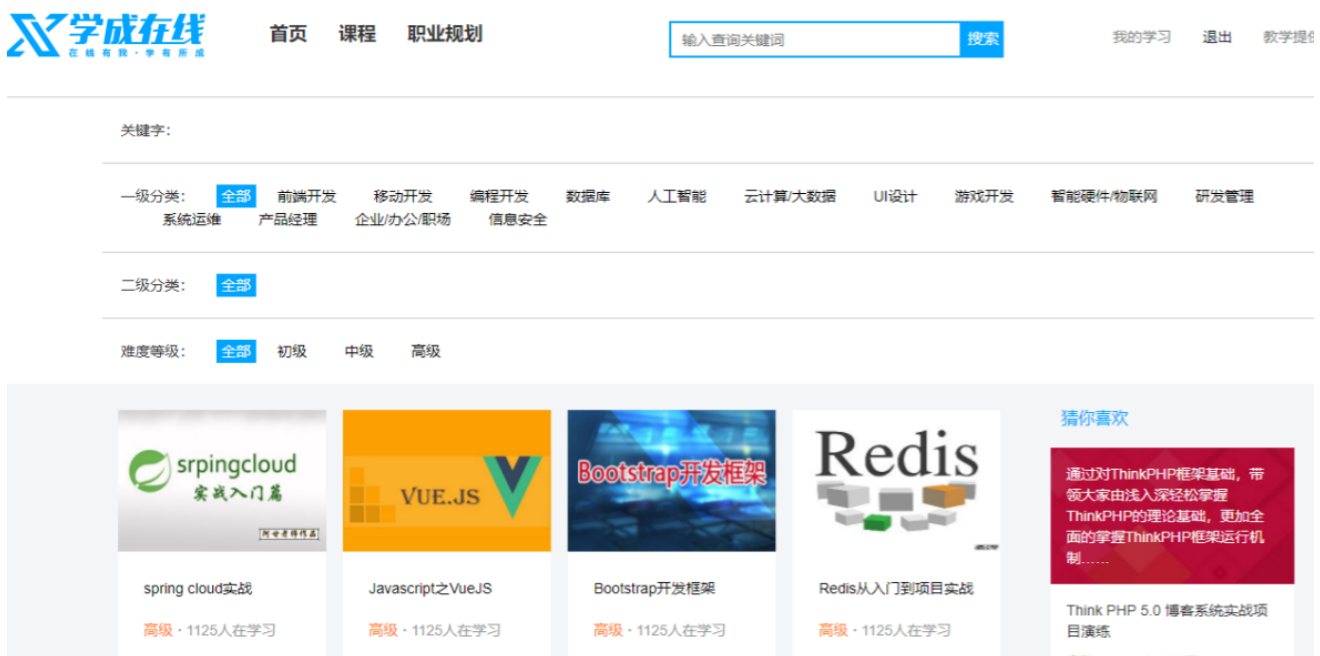 学成在线
在线有我·学有所成
首页 课程 职业规划
输入查询关键词 搜索
我的学习 退出 教学提供
关键字：
一级分类： 全部 前端开发 移动开发 编程开发 数据库 人工智能 云计算/大数据 UI设计 游戏开发 智能硬件/物联网 研发管理
系统运维 产品经理 企业/办公/职场 信息安全
二级分类： 全部
难度等级： 全部 初级 中级 高级
srpingcloud
实战入门篇
VUE.JS
Bootstrap开发框架
Redis
spring cloud实战
高级 · 1125人在学习
Javascript之VueJS
高级 · 1125人在学习
Bootstrap开发框架
高级 · 1125人在学习
Redis从入门到项目实战
高级 · 1125人在学习
猜你喜欢
通过对ThinkPHP框架基础，带
领大家由浅入深轻松掌握
ThinkPHP的理论基础，更加全
面的掌握ThinkPHP框架运行机
制……
Think PHP 5.0 博客系统实战项
目演练